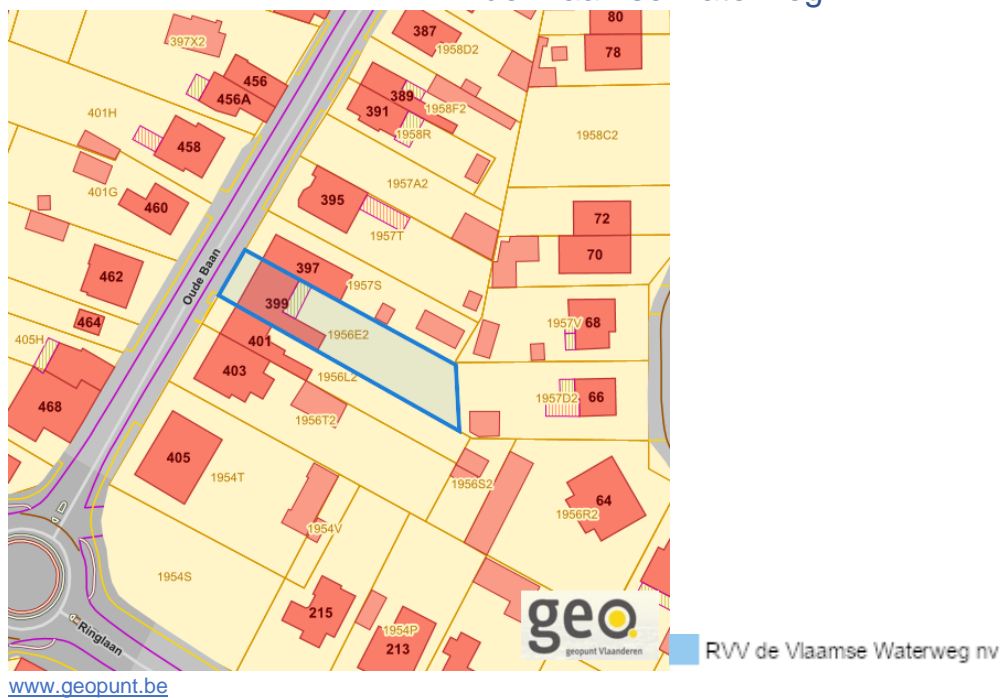 80
387
1958D2
397X2
78
456
456A
389
1958F2
391
401H
1958R
1958C2
458
1957A2
401G
395
460
72
1957T
70
Oude Baan
462
397
1957S
399
464
1957V
68
1956E2
405H
401
403
1956L2
1957D2
66
468
1956T2
405
1954T
1956S2
64
1956R2
1954V
1954S
215
1954P
213
Ringlaan
geo
geopunt Vlaanderen
RVV de Vlaamse Waterweg nv
www.geopunt.be